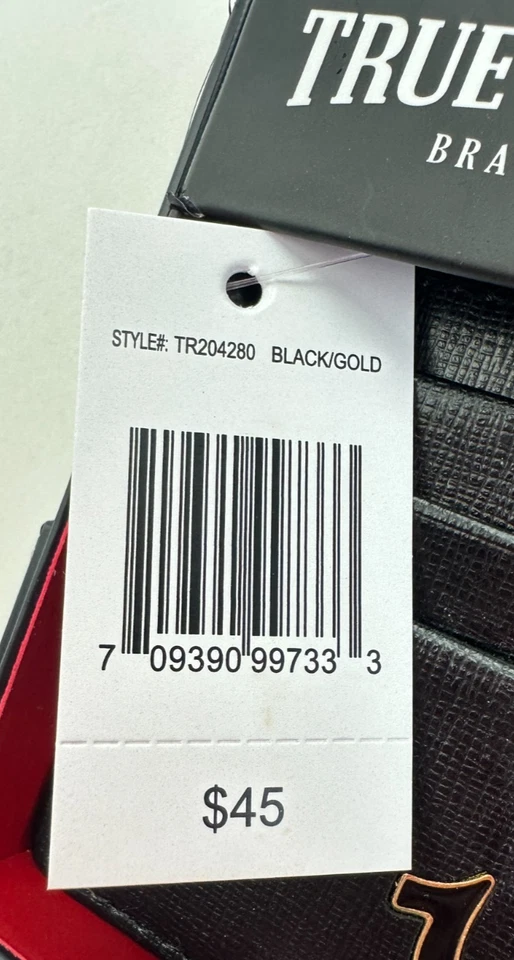 TRUE
BRA
STYLE#: TR204280 BLACK/GOLD
7 09390 99733 3
$45